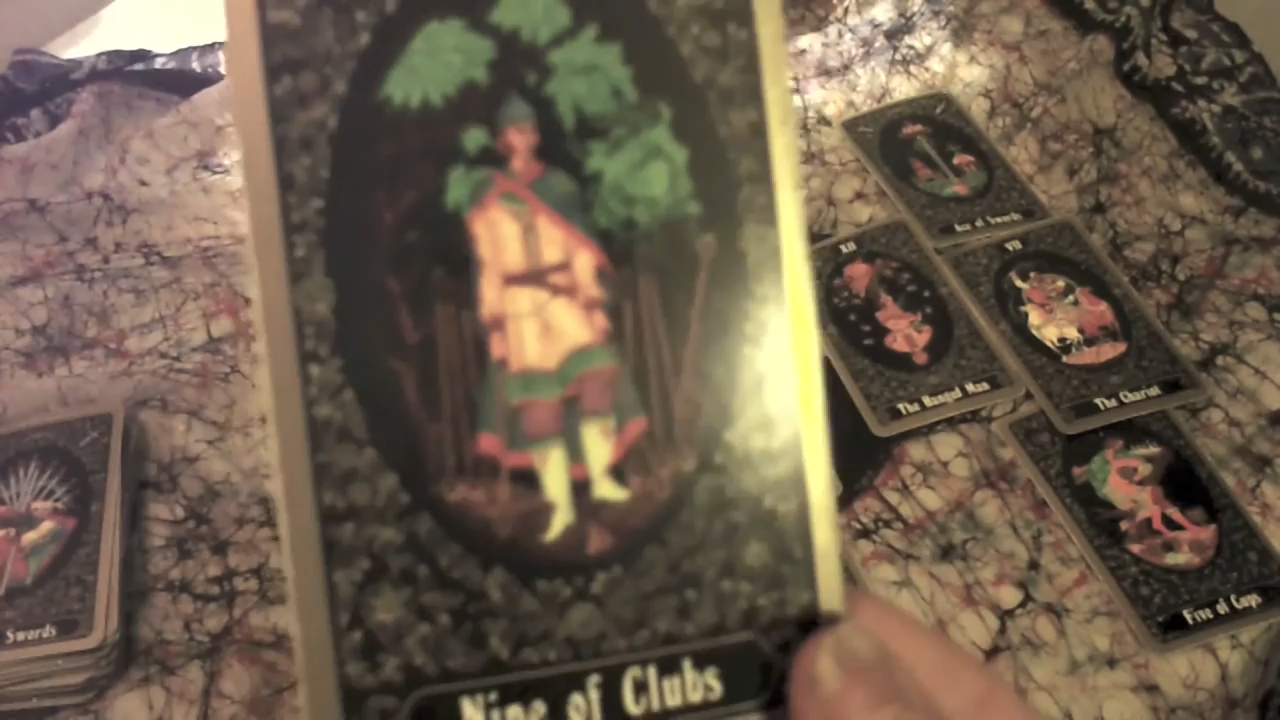 Nine of Clubs
Ace of Swords
XII
The Hanged Man
VII
The Chariot
Five of Cups
Swords